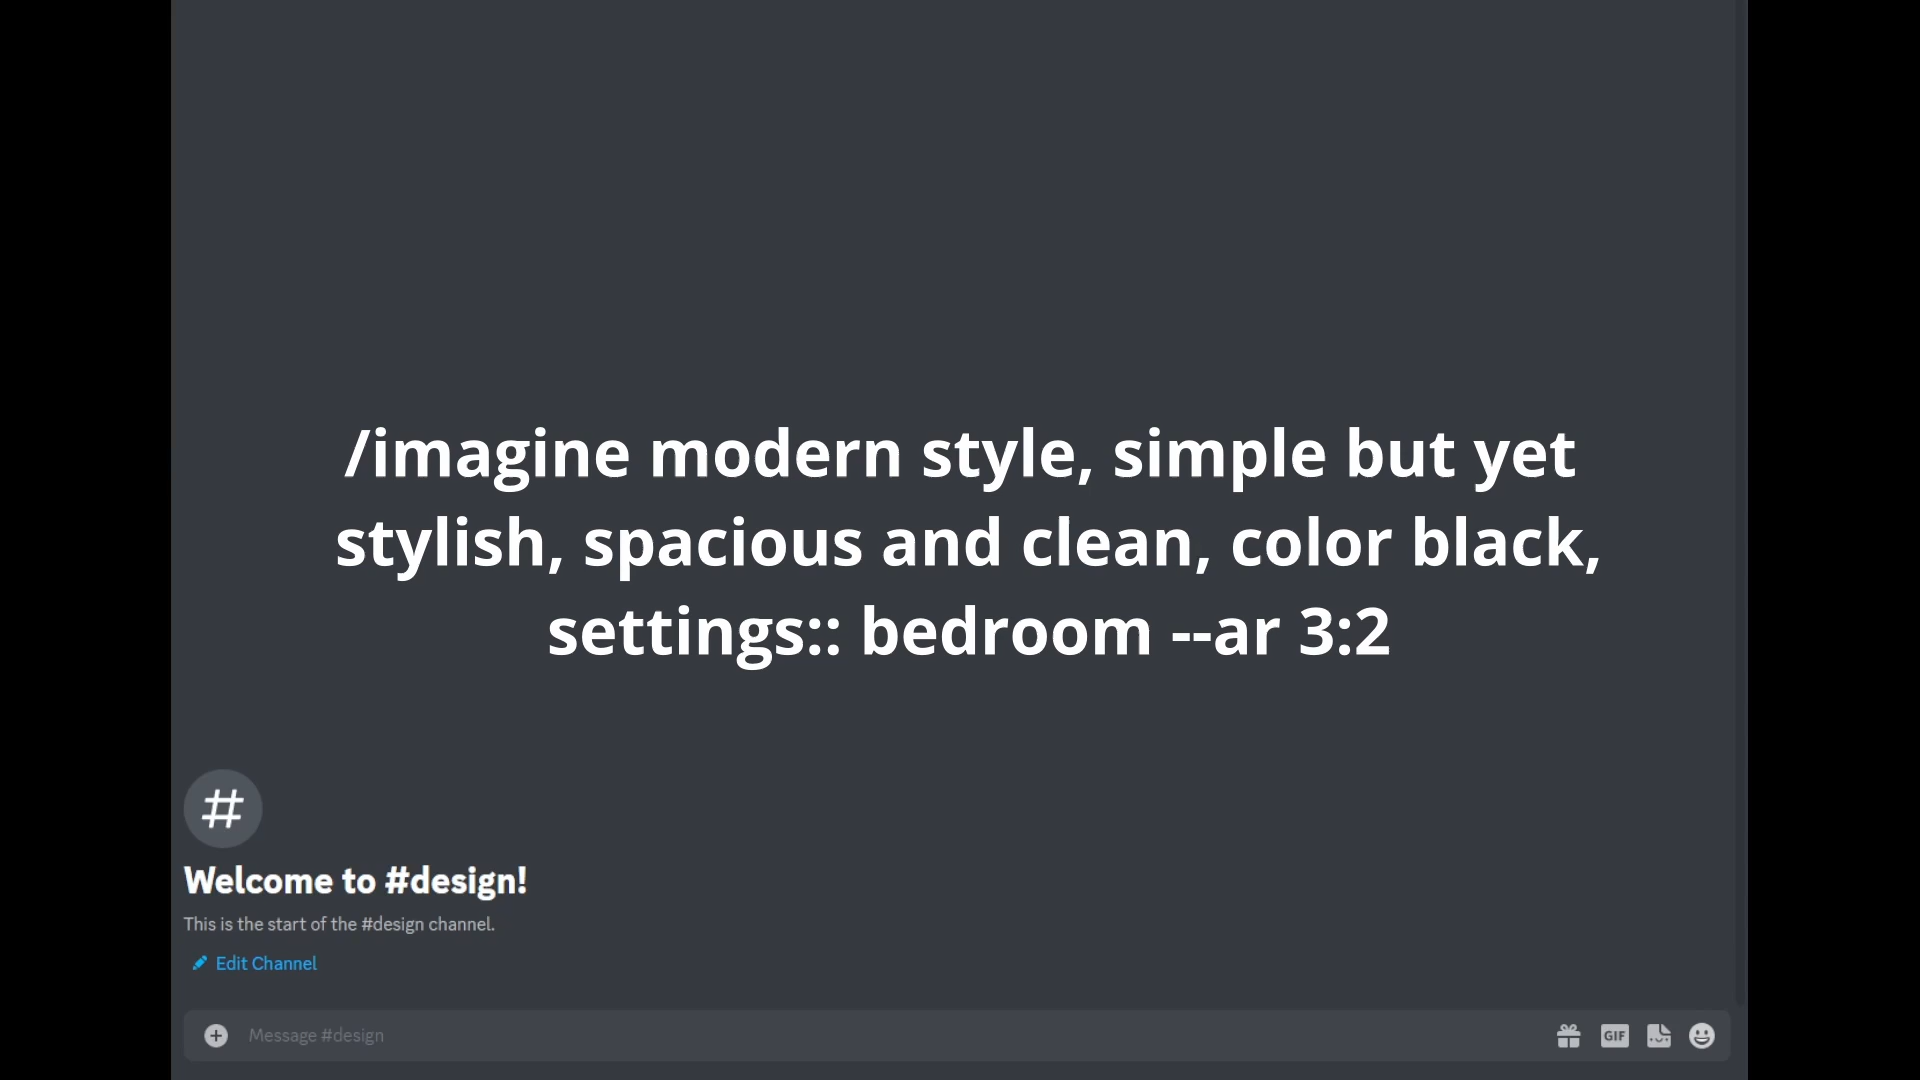 /imagine modern style, simple but yet
stylish, spacious and clean, color black,
settings:: bedroom --ar 3:2
#
Welcome to #design!
This is the start of the #design channel.
Edit Channel
Message #design
GIF